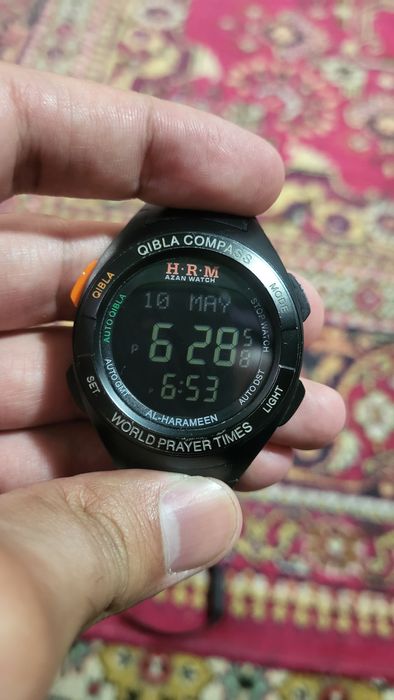 QIBLA COMPASS
H·R·M
AZAN WATCH
QIBLA
MODE
10 MAY
AUTO QIBLA
STOP WATCH
P 6 28 58
P 6:53
AUTO GMT
AUTO DST
SET
LIGHT
AL-HARAMEEN
WORLD PRAYER TIMES